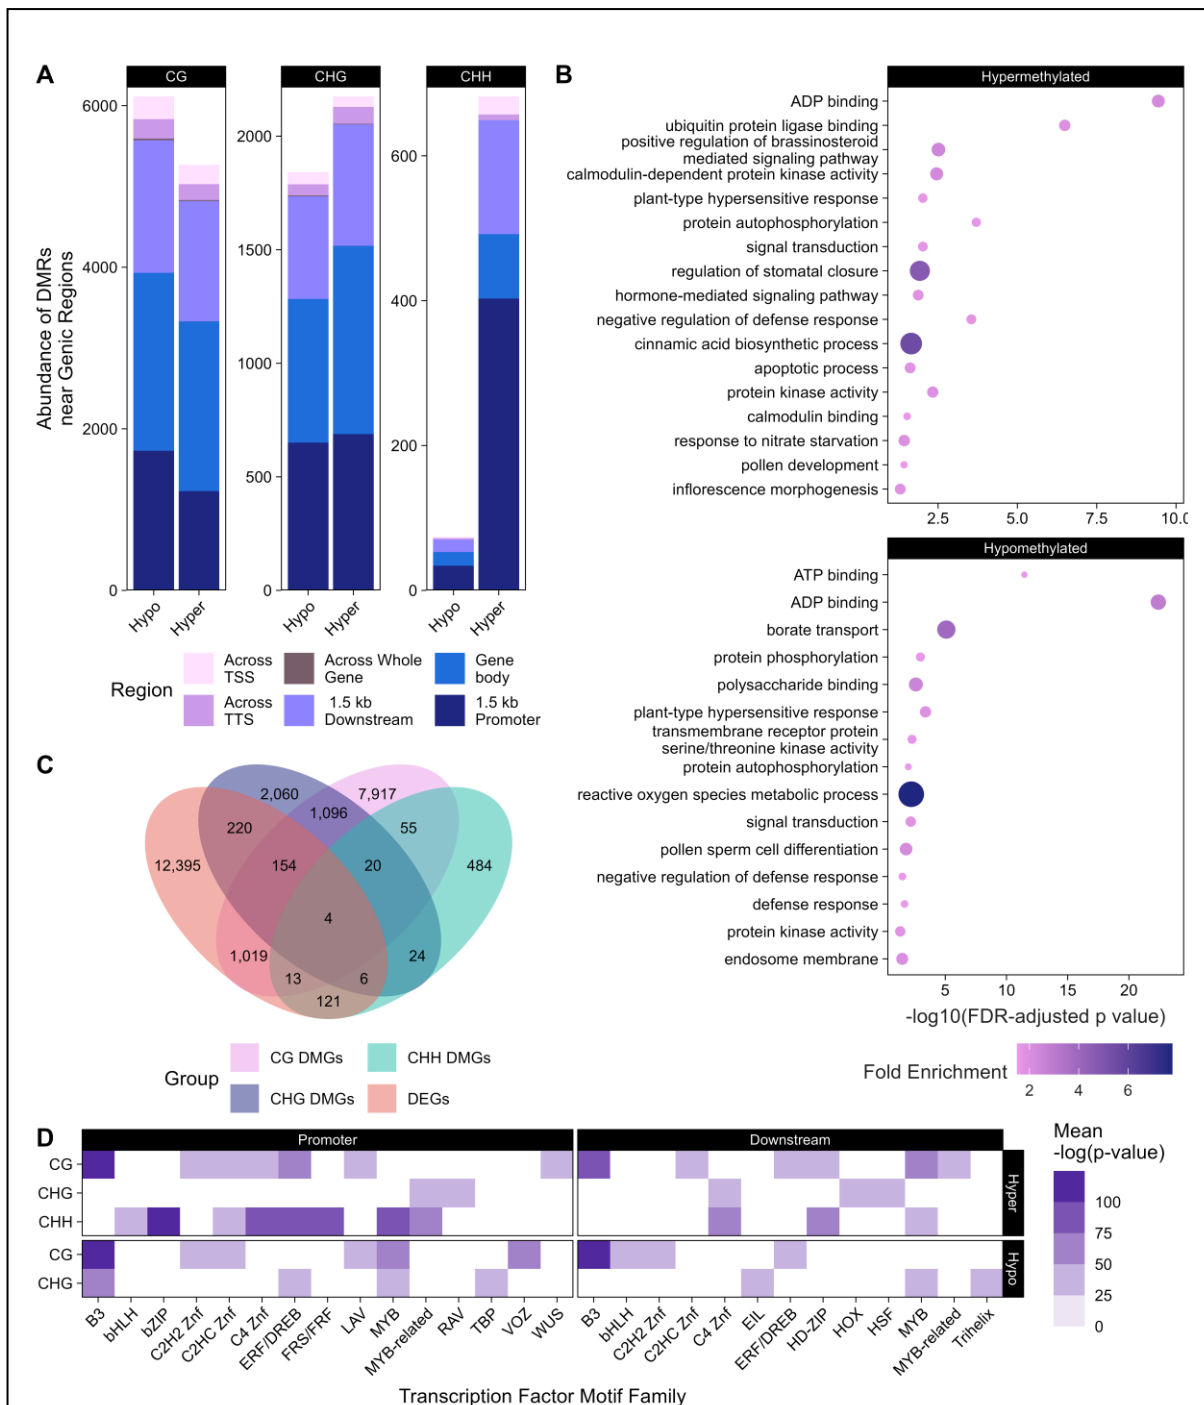 A
CG
CHG
CHH
Abundance of DMRs
near Genic Regions
6000
4000
2000
0
2000
1500
1000
500
0
600
400
200
0
Hypo
Hyper
Hypo
Hyper
Hypo
Hyper
Region
Across
TSS
Across
TTS
Across Whole
Gene
1.5 kb
Downstream
Gene
body
1.5 kb
Promoter
B
Hypermethylated
ADP binding
ubiquitin protein ligase binding
positive regulation of brassinosteroid
mediated signaling pathway
calmodulin-dependent protein kinase activity
plant-type hypersensitive response
protein autophosphorylation
signal transduction
regulation of stomatal closure
hormone-mediated signaling pathway
negative regulation of defense response
cinnamic acid biosynthetic process
apoptotic process
protein kinase activity
calmodulin binding
response to nitrate starvation
pollen development
inflorescence morphogenesis
2.5
5.0
7.5
10.0
Hypomethylated
ATP binding
ADP binding
borate transport
protein phosphorylation
polysaccharide binding
plant-type hypersensitive response
transmembrane receptor protein
serine/threonine kinase activity
protein autophosphorylation
reactive oxygen species metabolic process
signal transduction
pollen sperm cell differentiation
negative regulation of defense response
defense response
protein kinase activity
endosome membrane
5
10
15
20
-log10(FDR-adjusted p value)
Fold Enrichment
2
4
6
C
2,060
7,917
1,096
220
55
12,395
154
20
484
4
1,019
24
13
6
121
Group
CG DMGs
CHH DMGs
CHG DMGs
DEGs
D
Promoter
Downstream
CG
CHG
CHH
Hyper
CG
CHG
Hypo
B3
bHLH
bZIP
C2H2 Znf
C2HC Znf
C4 Znf
ERF/DREB
FRS/FRF
LAV
MYB
MYB-related
RAV
TBP
VOZ
WUS
B3
bHLH
C2H2 Znf
C2HC Znf
C4 Znf
EIL
ERF/DREB
HD-ZIP
HOX
HSF
MYB
MYB-related
Trihelix
Transcription Factor Motif Family
Mean
-log(p-value)
100
75
50
25
0